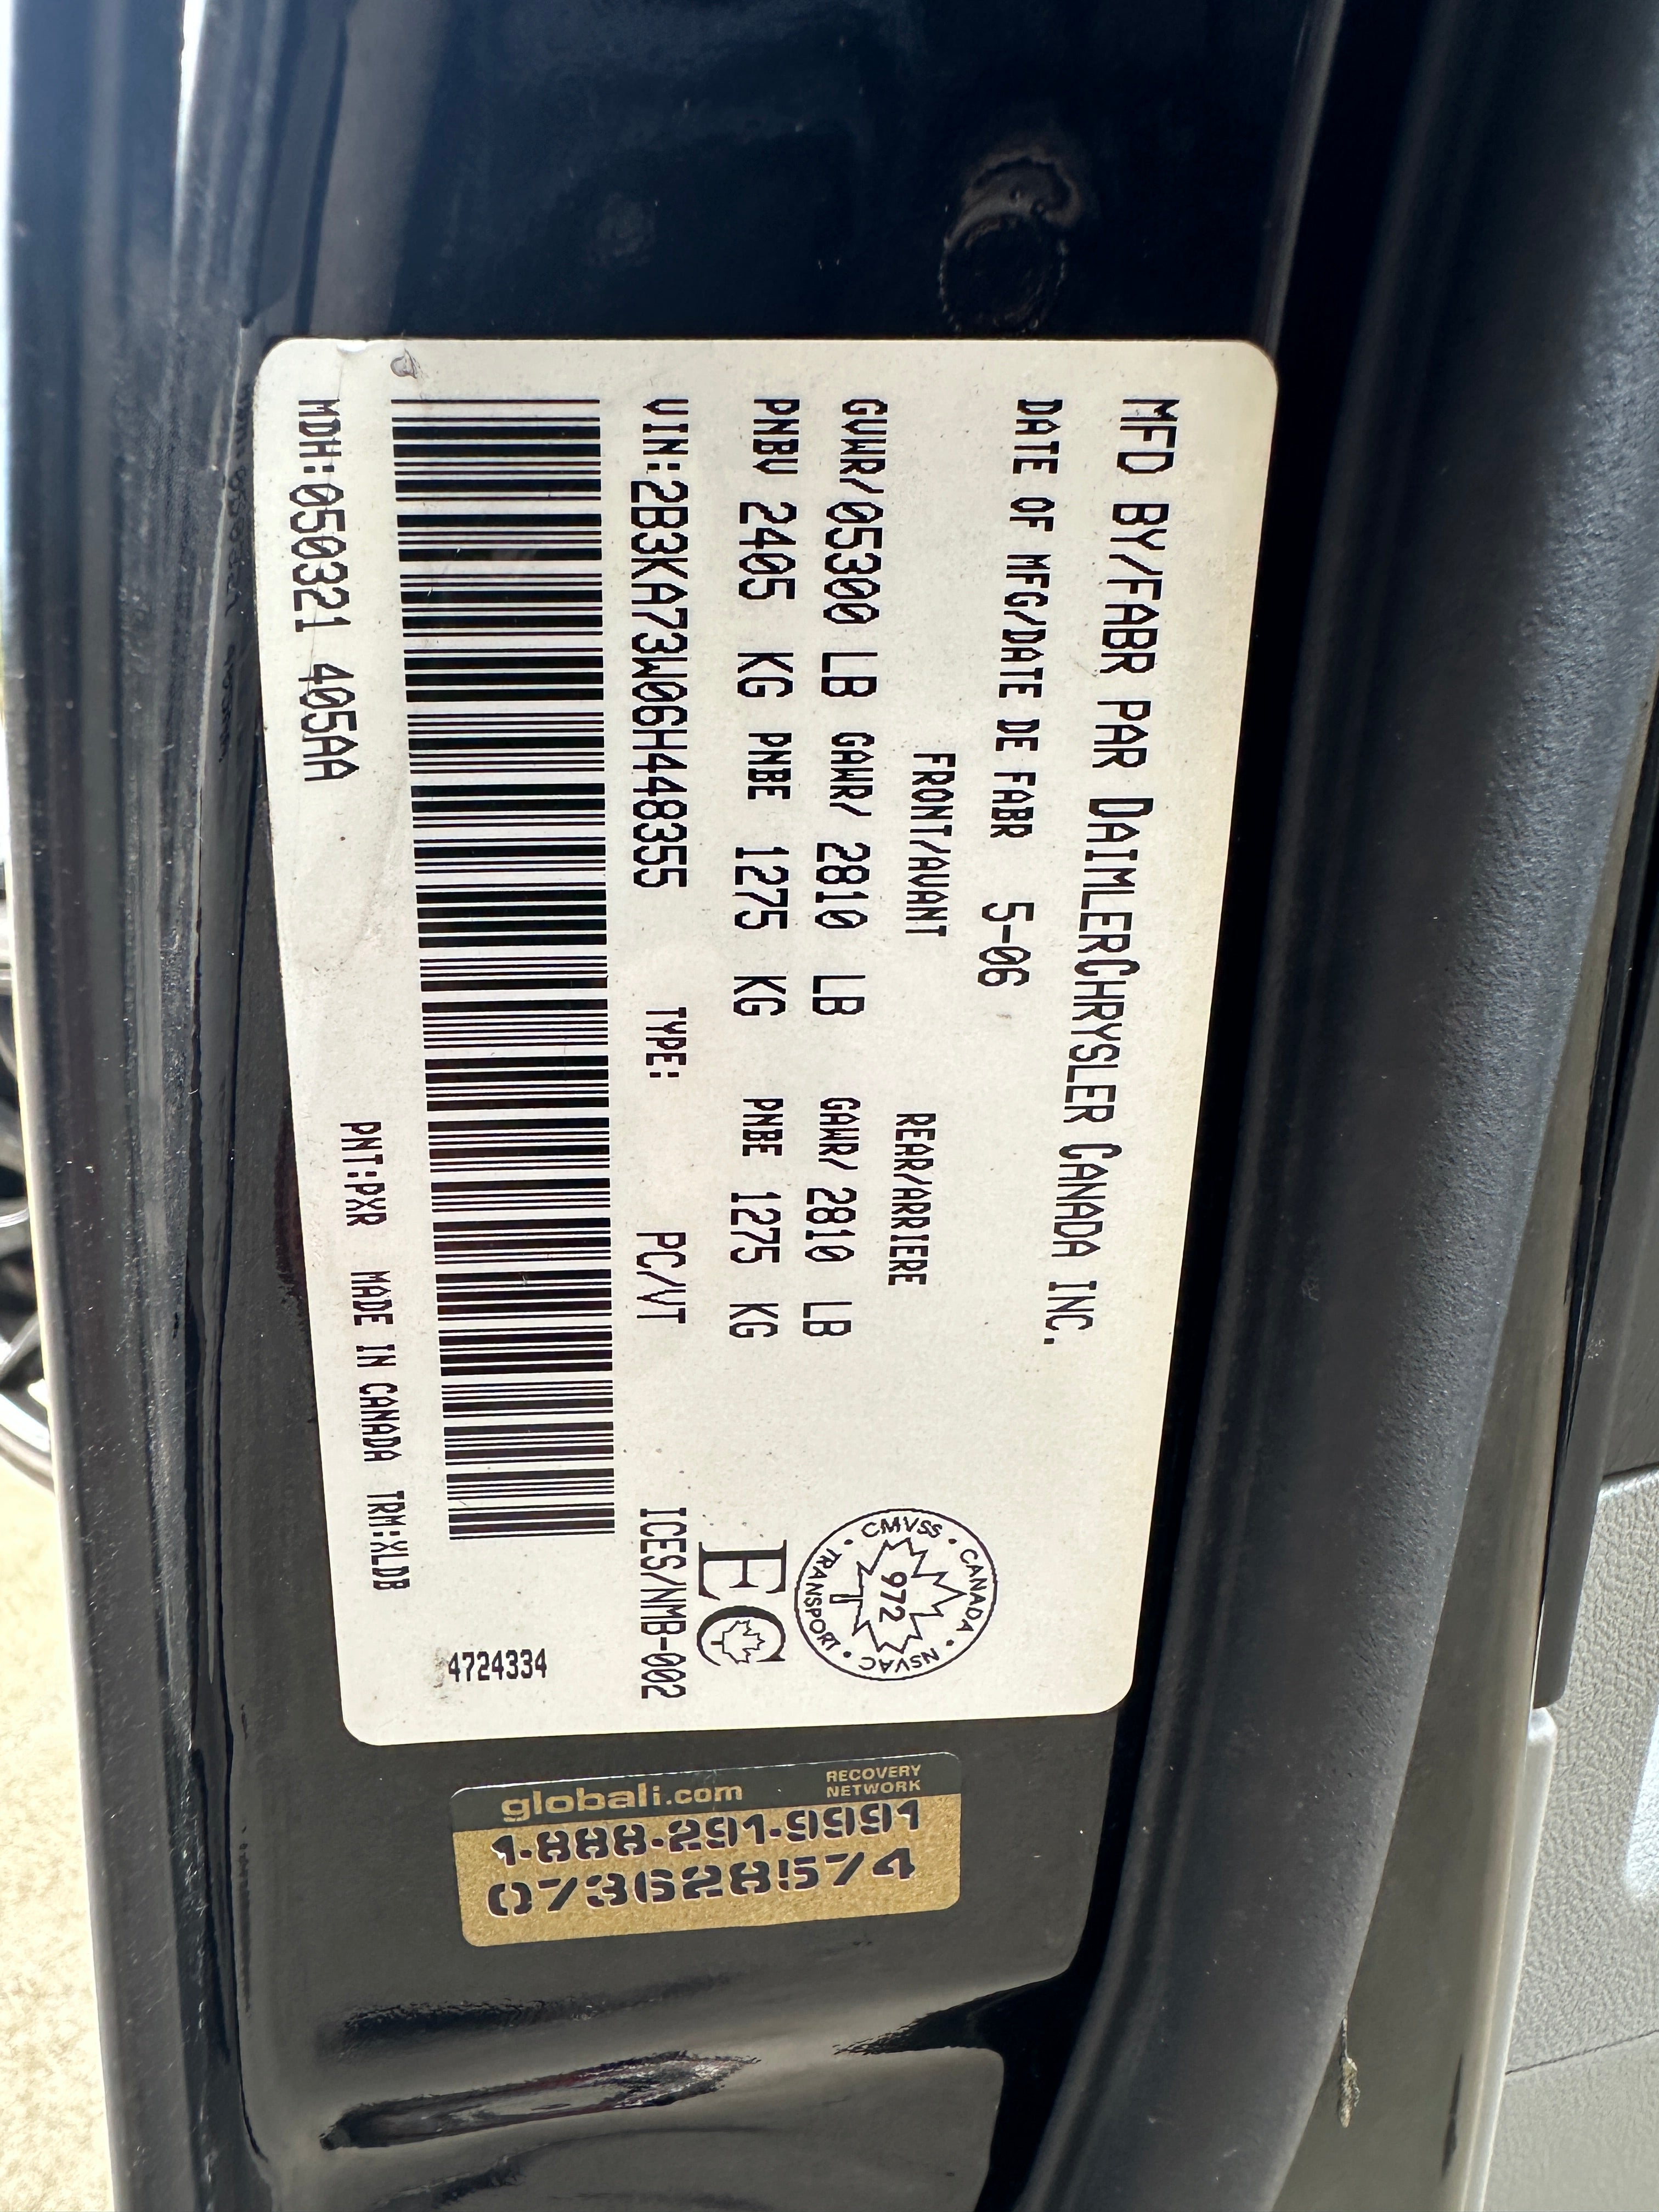 MFD BY/FABR PAR DAIMLERCHRYSLER CANADA INC.
DATE OF MFG/DATE DE FABR 5-06
FRONT/AVANT REAR/ARRIERE
GVWR/05300 LB GAWR/ 2810 LB GAWR/ 2810 LB
PNBV 2405 KG PNBE 1275 KG PNBE 1275 KG
CMVSS • CANADA • NSVAC • TRANSPORT •
972
EC
VIN:2B3KA73W06H448355 TYPE: PC/VT ICES/NMB-002
MDH:050321 405AA
PNT:PXR MADE IN CANADA TRM:XLDB
4724334
globali.com RECOVERY
NETWORK
1-888-291-9991
073628574